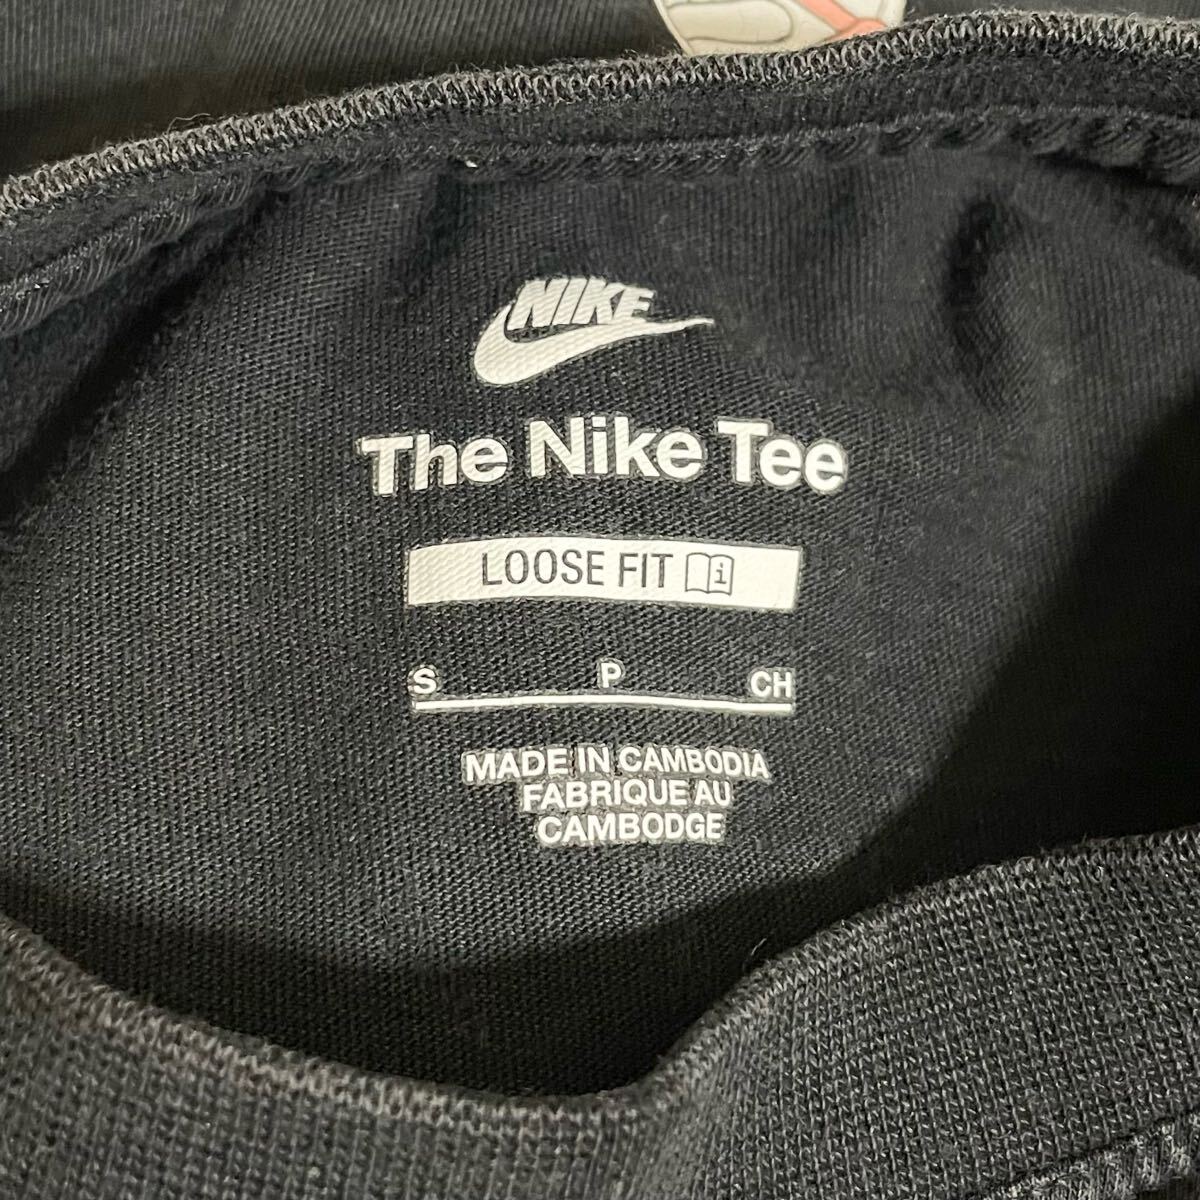 NIKE
The Nike Tee
LOOSE FIT i
S P CH
MADE IN CAMBODIA
FABRIQUE AU
CAMBODGE